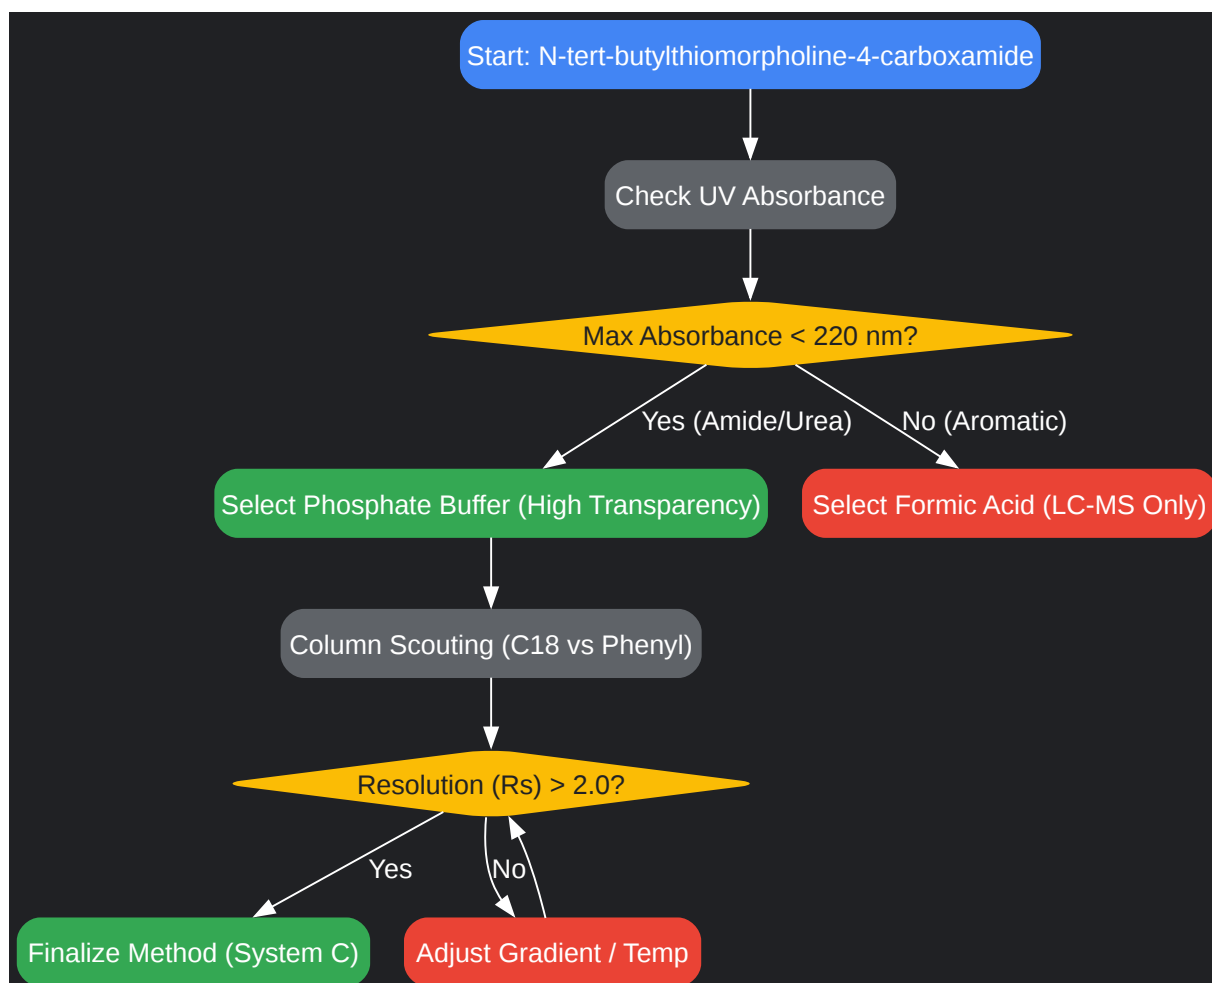 Start: N-tert-butylthiomorpholine-4-carboxamide
Check UV Absorbance
Max Absorbance < 220 nm?
Yes (Amide/Urea)
No (Aromatic)
Select Phosphate Buffer (High Transparency)
Select Formic Acid (LC-MS Only)
Column Scouting (C18 vs Phenyl)
Resolution (Rs) > 2.0?
Yes
No
Finalize Method (System C)
Adjust Gradient / Temp